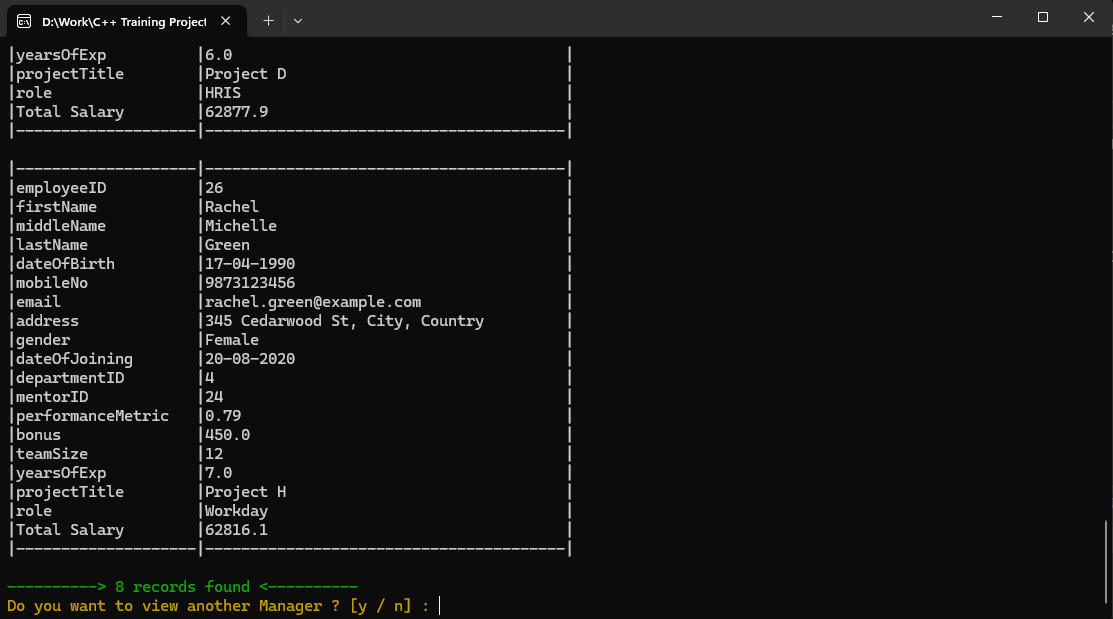 D:\Work\C++ Training Project
|yearsOfExp          |6.0                                     |
|projectTitle        |Project D                               |
|role                |HRIS                                    |
|Total Salary        |62877.9                                 |
|--------------------|----------------------------------------|
|--------------------|----------------------------------------|
|employeeID          |26                                      |
|firstName           |Rachel                                  |
|middleName          |Michelle                                |
|lastName            |Green                                   |
|dateOfBirth         |17-04-1990                              |
|mobileNo            |9873123456                              |
|email               |rachel.green@example.com                |
|address             |345 Cedarwood St, City, Country         |
|gender              |Female                                  |
|dateOfJoining       |20-08-2020                              |
|departmentID        |4                                       |
|mentorID            |24                                      |
|performanceMetric   |0.79                                    |
|bonus               |450.0                                   |
|teamSize            |12                                      |
|yearsOfExp          |7.0                                     |
|projectTitle        |Project H                               |
|role                |Workday                                 |
|Total Salary        |62816.1                                 |
|--------------------|----------------------------------------|
----------> 8 records found <----------
Do you want to view another Manager ? [y / n] :